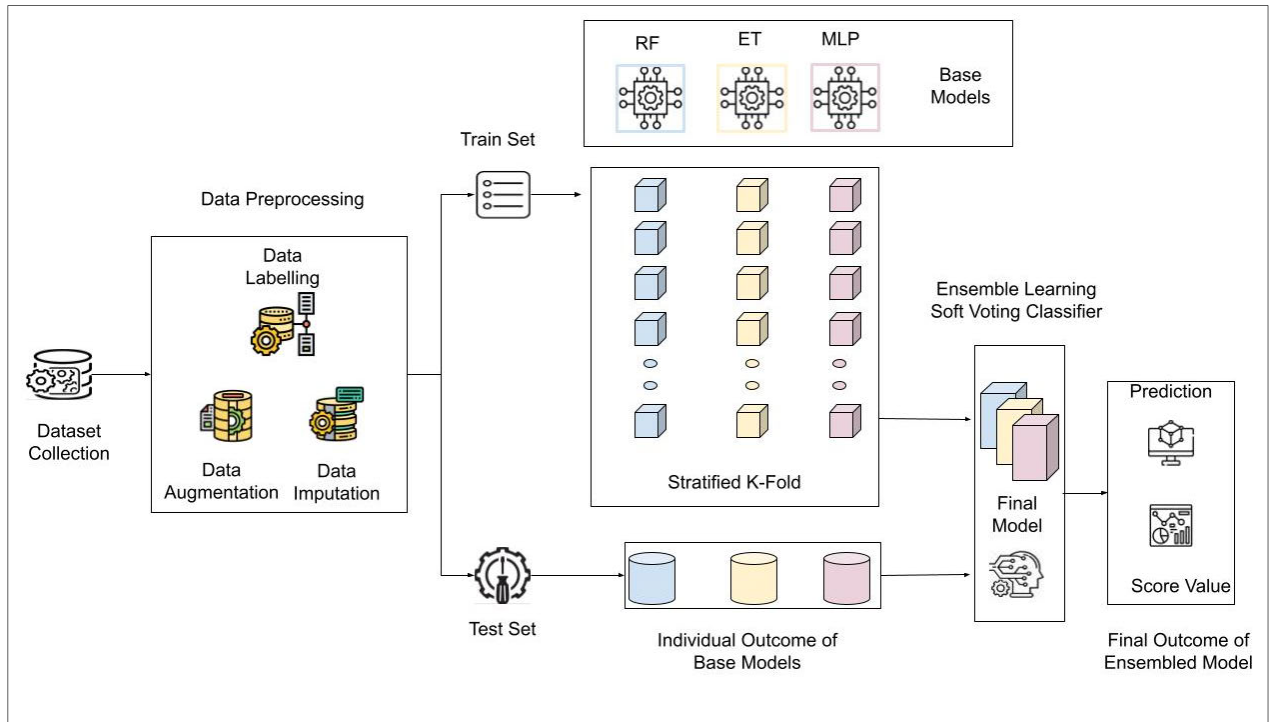 RF
ET
MLP
Base
Models
Train Set
Data Preprocessing
Data
Labelling
Data
Augmentation
Data
Imputation
Dataset
Collection
Stratified K-Fold
Ensemble Learning
Soft Voting Classifier
Final
Model
Prediction
Score Value
Test Set
Individual Outcome of
Base Models
Final Outcome of
Ensembled Model